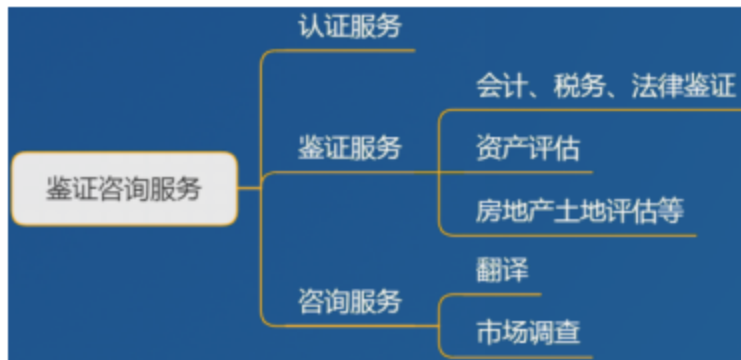 认证服务
会计、税务、法律鉴证
鉴证服务
资产评估
鉴证咨询服务
房地产土地评估等
翻译
咨询服务
市场调查